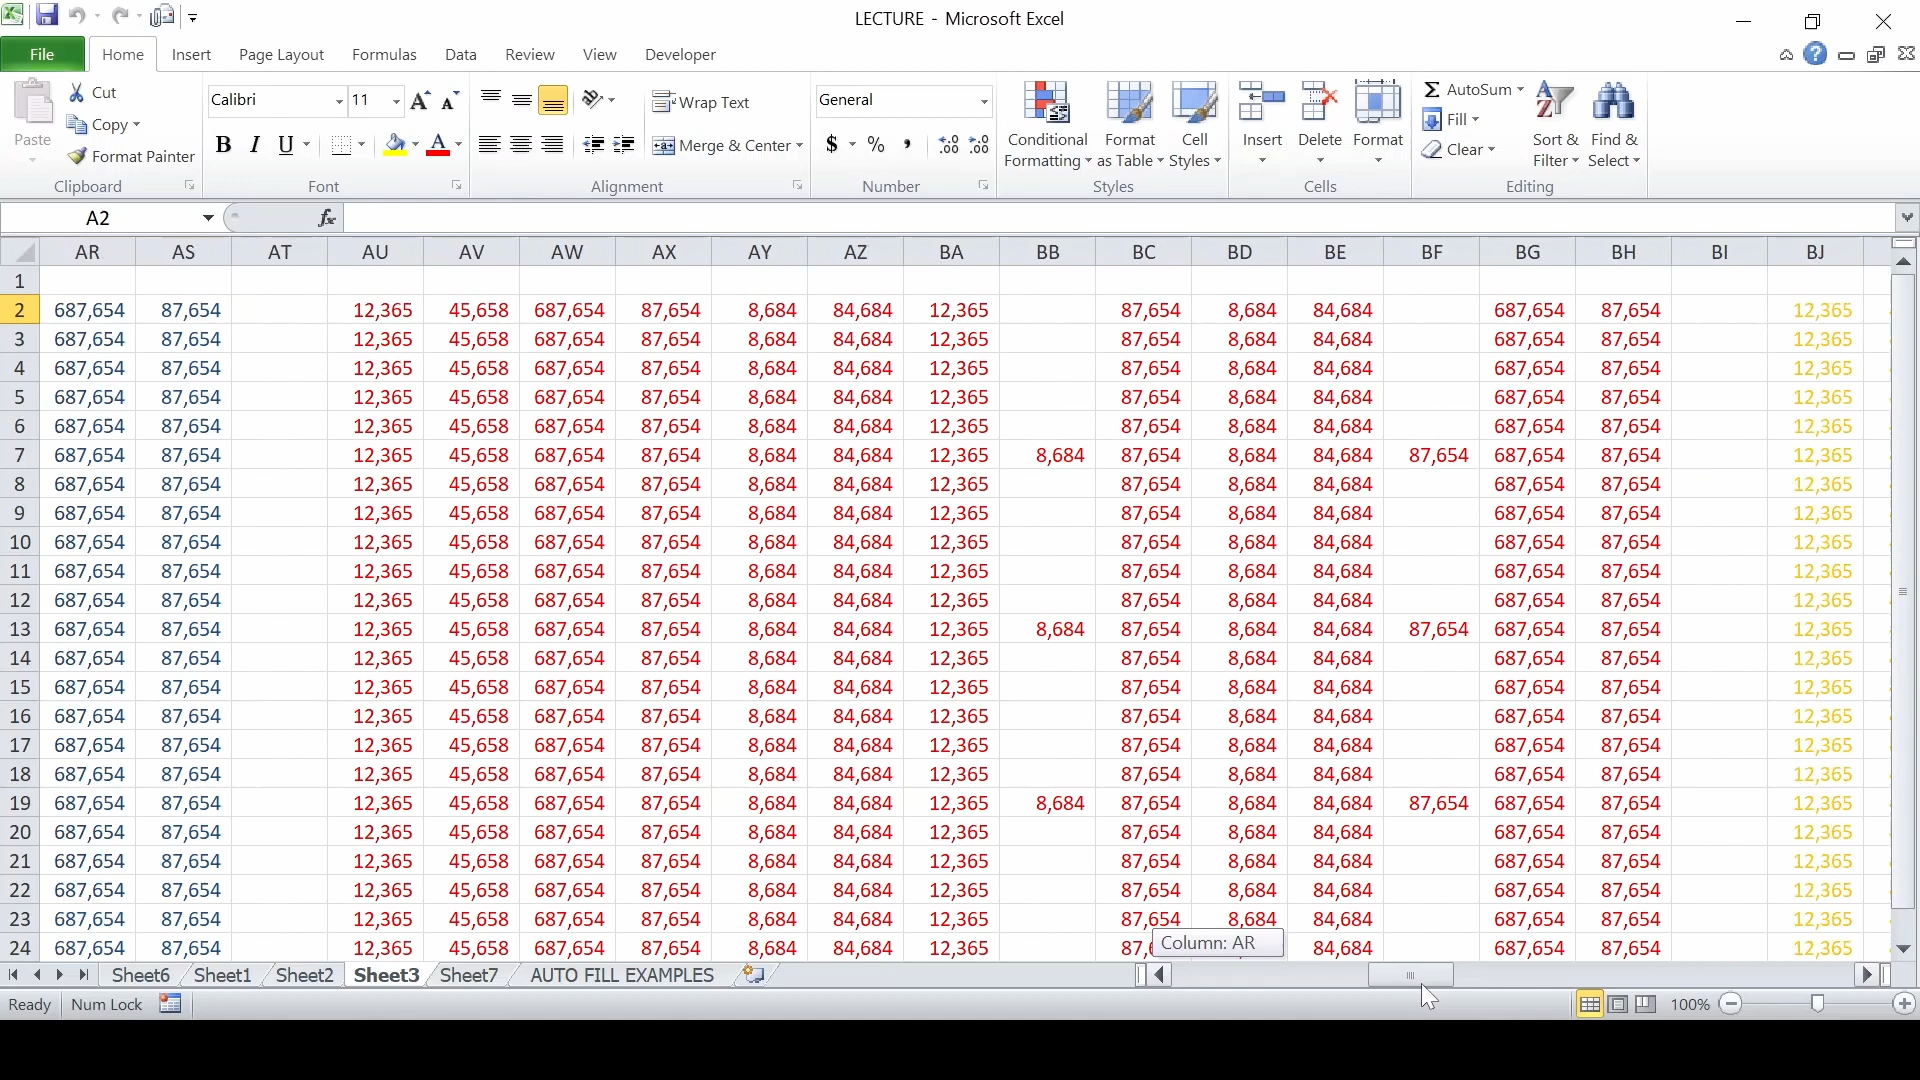 LECTURE - Microsoft Excel
File Home Insert Page Layout Formulas Data Review View Developer
Paste Cut Copy Format Painter Clipboard
Calibri 11 B I U Font
Wrap Text Merge & Center Alignment
General $ % , Number
Conditional Formatting Format as Table Cell Styles Styles
Insert Delete Format Cells
Σ AutoSum Fill Clear Sort & Filter Find & Select Editing
A2 fx
AR AS AT AU AV AW AX AY AZ BA BB BC BD BE BF BG BH BI BJ
1
2 687,654 87,654 12,365 45,658 687,654 87,654 8,684 84,684 12,365 87,654 8,684 84,684 687,654 87,654 12,365
3 687,654 87,654 12,365 45,658 687,654 87,654 8,684 84,684 12,365 87,654 8,684 84,684 687,654 87,654 12,365
4 687,654 87,654 12,365 45,658 687,654 87,654 8,684 84,684 12,365 87,654 8,684 84,684 687,654 87,654 12,365
5 687,654 87,654 12,365 45,658 687,654 87,654 8,684 84,684 12,365 87,654 8,684 84,684 687,654 87,654 12,365
6 687,654 87,654 12,365 45,658 687,654 87,654 8,684 84,684 12,365 87,654 8,684 84,684 687,654 87,654 12,365
7 687,654 87,654 12,365 45,658 687,654 87,654 8,684 84,684 12,365 8,684 87,654 8,684 84,684 87,654 687,654 87,654 12,365
8 687,654 87,654 12,365 45,658 687,654 87,654 8,684 84,684 12,365 87,654 8,684 84,684 687,654 87,654 12,365
9 687,654 87,654 12,365 45,658 687,654 87,654 8,684 84,684 12,365 87,654 8,684 84,684 687,654 87,654 12,365
10 687,654 87,654 12,365 45,658 687,654 87,654 8,684 84,684 12,365 87,654 8,684 84,684 687,654 87,654 12,365
11 687,654 87,654 12,365 45,658 687,654 87,654 8,684 84,684 12,365 87,654 8,684 84,684 687,654 87,654 12,365
12 687,654 87,654 12,365 45,658 687,654 87,654 8,684 84,684 12,365 87,654 8,684 84,684 687,654 87,654 12,365
13 687,654 87,654 12,365 45,658 687,654 87,654 8,684 84,684 12,365 8,684 87,654 8,684 84,684 87,654 687,654 87,654 12,365
14 687,654 87,654 12,365 45,658 687,654 87,654 8,684 84,684 12,365 87,654 8,684 84,684 687,654 87,654 12,365
15 687,654 87,654 12,365 45,658 687,654 87,654 8,684 84,684 12,365 87,654 8,684 84,684 687,654 87,654 12,365
16 687,654 87,654 12,365 45,658 687,654 87,654 8,684 84,684 12,365 87,654 8,684 84,684 687,654 87,654 12,365
17 687,654 87,654 12,365 45,658 687,654 87,654 8,684 84,684 12,365 87,654 8,684 84,684 687,654 87,654 12,365
18 687,654 87,654 12,365 45,658 687,654 87,654 8,684 84,684 12,365 87,654 8,684 84,684 687,654 87,654 12,365
19 687,654 87,654 12,365 45,658 687,654 87,654 8,684 84,684 12,365 8,684 87,654 8,684 84,684 87,654 687,654 87,654 12,365
20 687,654 87,654 12,365 45,658 687,654 87,654 8,684 84,684 12,365 87,654 8,684 84,684 687,654 87,654 12,365
21 687,654 87,654 12,365 45,658 687,654 87,654 8,684 84,684 12,365 87,654 8,684 84,684 687,654 87,654 12,365
22 687,654 87,654 12,365 45,658 687,654 87,654 8,684 84,684 12,365 87,654 8,684 84,684 687,654 87,654 12,365
23 687,654 87,654 12,365 45,658 687,654 87,654 8,684 84,684 12,365 87,654 8,684 84,684 687,654 87,654 12,365
24 687,654 87,654 12,365 45,658 687,654 87,654 8,684 84,684 12,365 84,684 687,654 87,654 12,365
Column: AR
Sheet6 Sheet1 Sheet2 Sheet3 Sheet7 AUTO FILL EXAMPLES
Ready Num Lock 100%